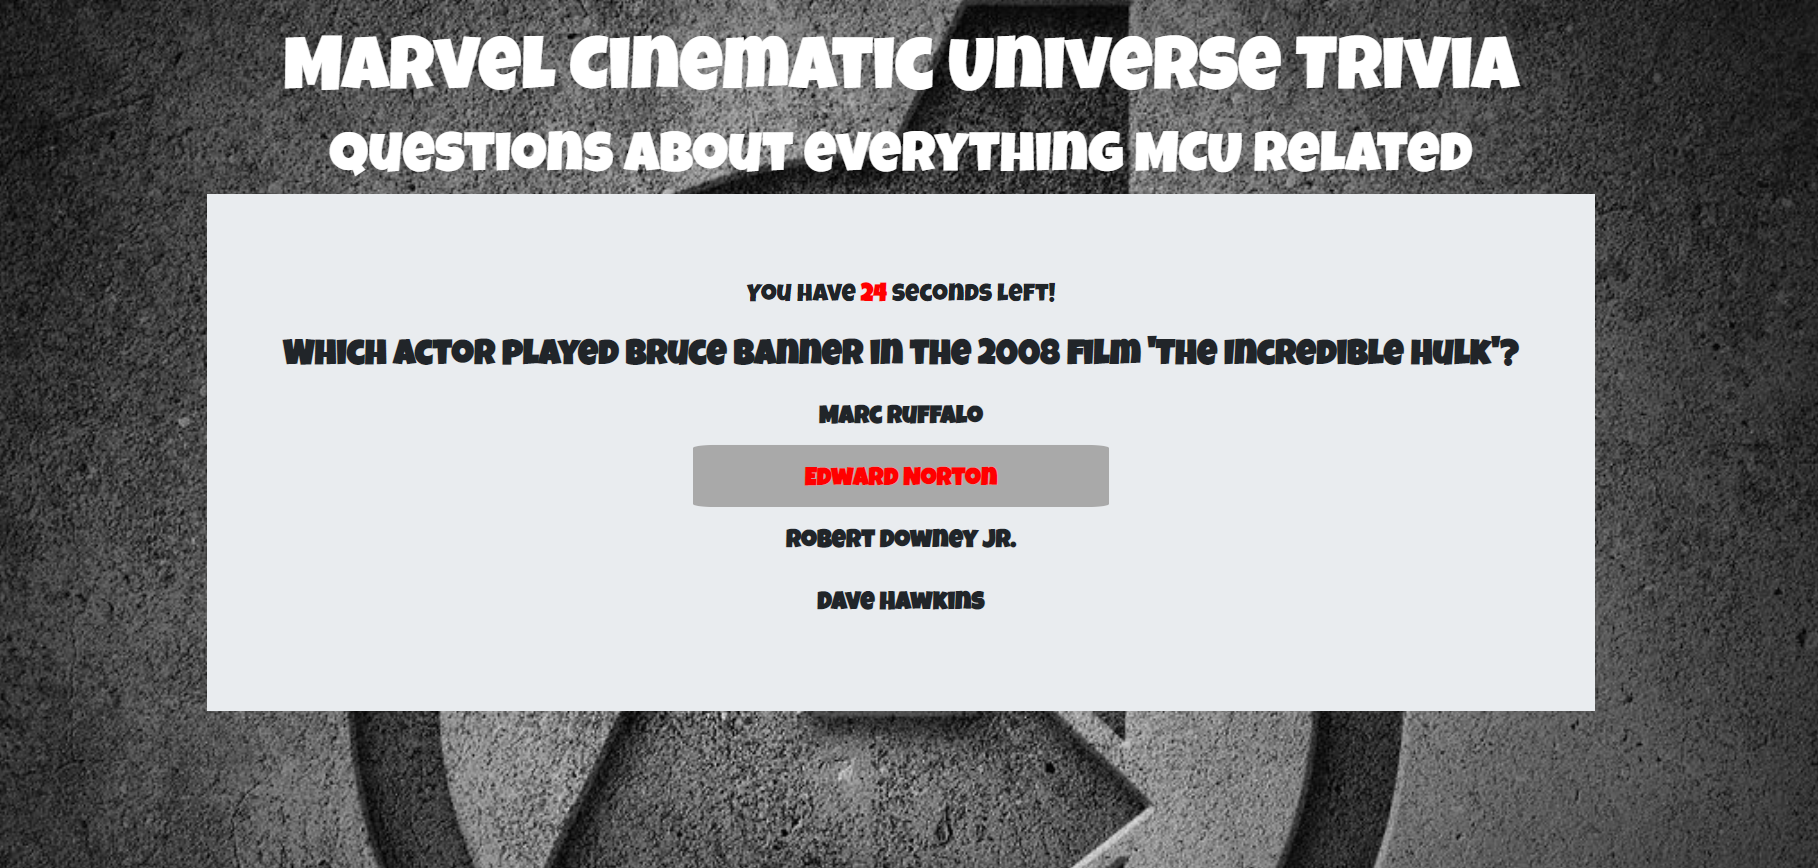 Marvel Cinematic Universe Trivia
Questions about everything MCU related
You have 24 seconds left!
Which actor played Bruce Banner in the 2008 film 'The Incredible Hulk'?
Marc Ruffalo
Edward Norton
Robert Downey Jr.
Dave Hawkins